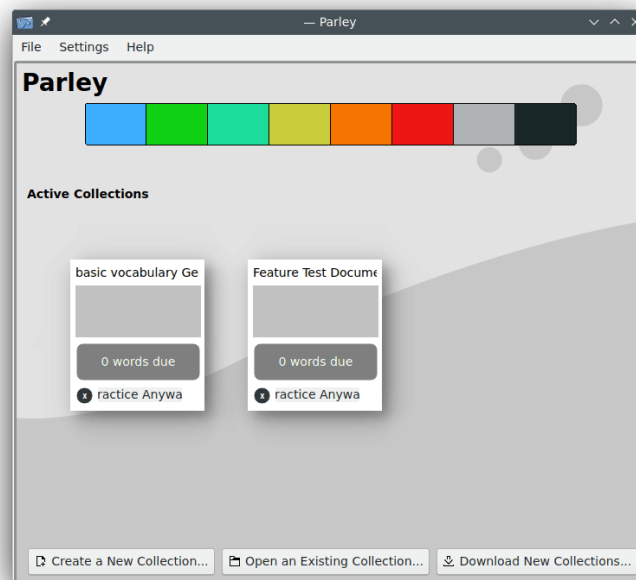 — Parley
File Settings Help
Parley
Active Collections
basic vocabulary Ge
Feature Test Docume
0 words due
0 words due
x ractice Anywa
x ractice Anywa
Create a New Collection... Open an Existing Collection... Download New Collections...